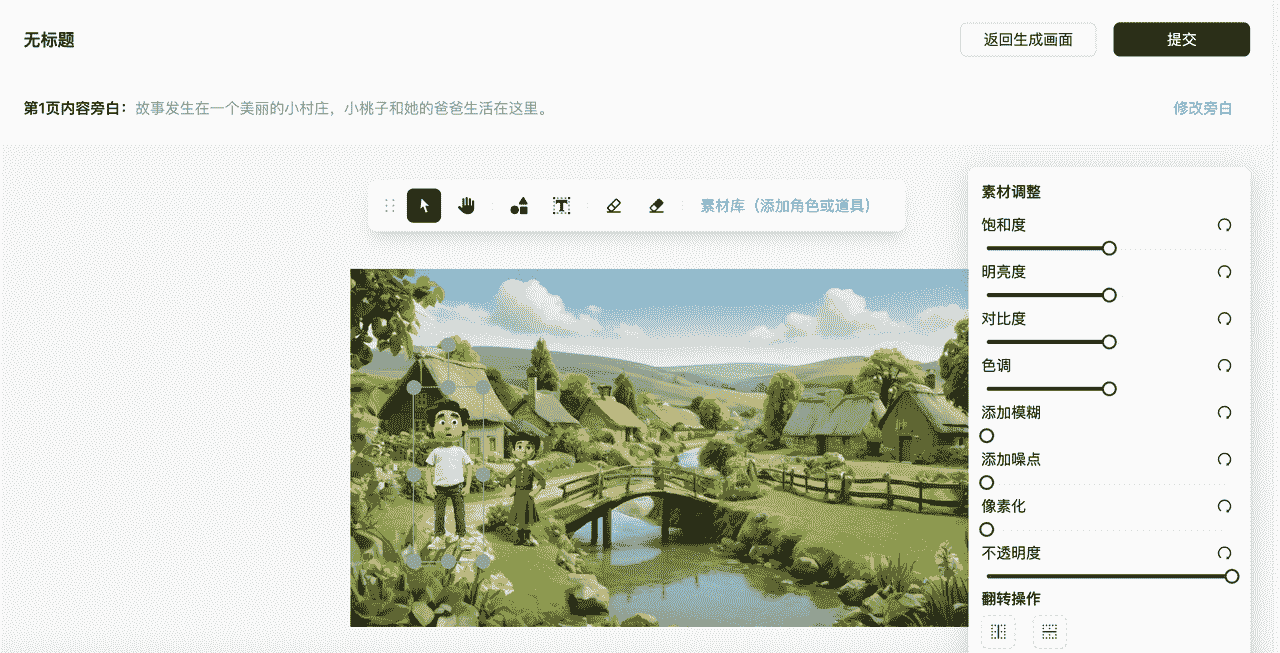 无标题
返回生成画面
提交
第1页内容旁白：故事发生在一个美丽的小村庄，小桃子和她的爸爸生活在这里。
修改旁白
素材库（添加角色或道具）
素材调整
饱和度
明亮度
对比度
色调
添加模糊
添加噪点
像素化
不透明度
翻转操作